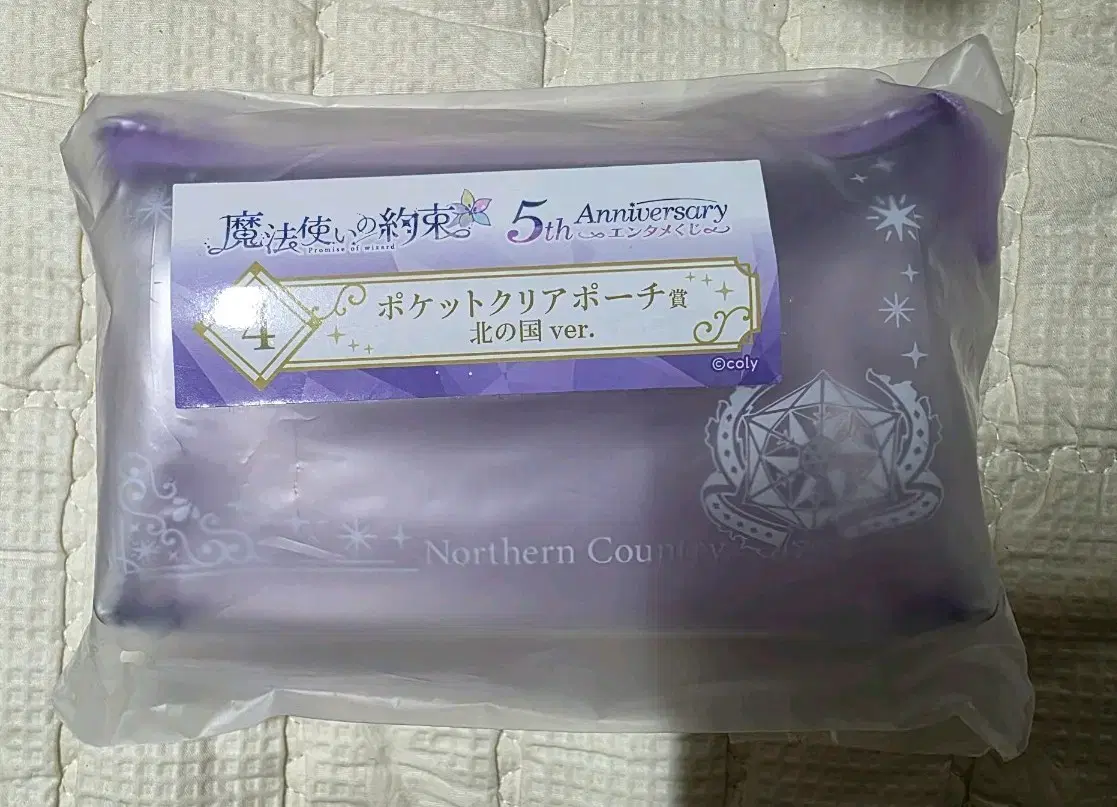 魔法使いの約束
Promise of wizard
5th Anniversary
エンタメくじ
4
ポケットクリアポーチ賞
北の国 ver.
©coly
Northern Country